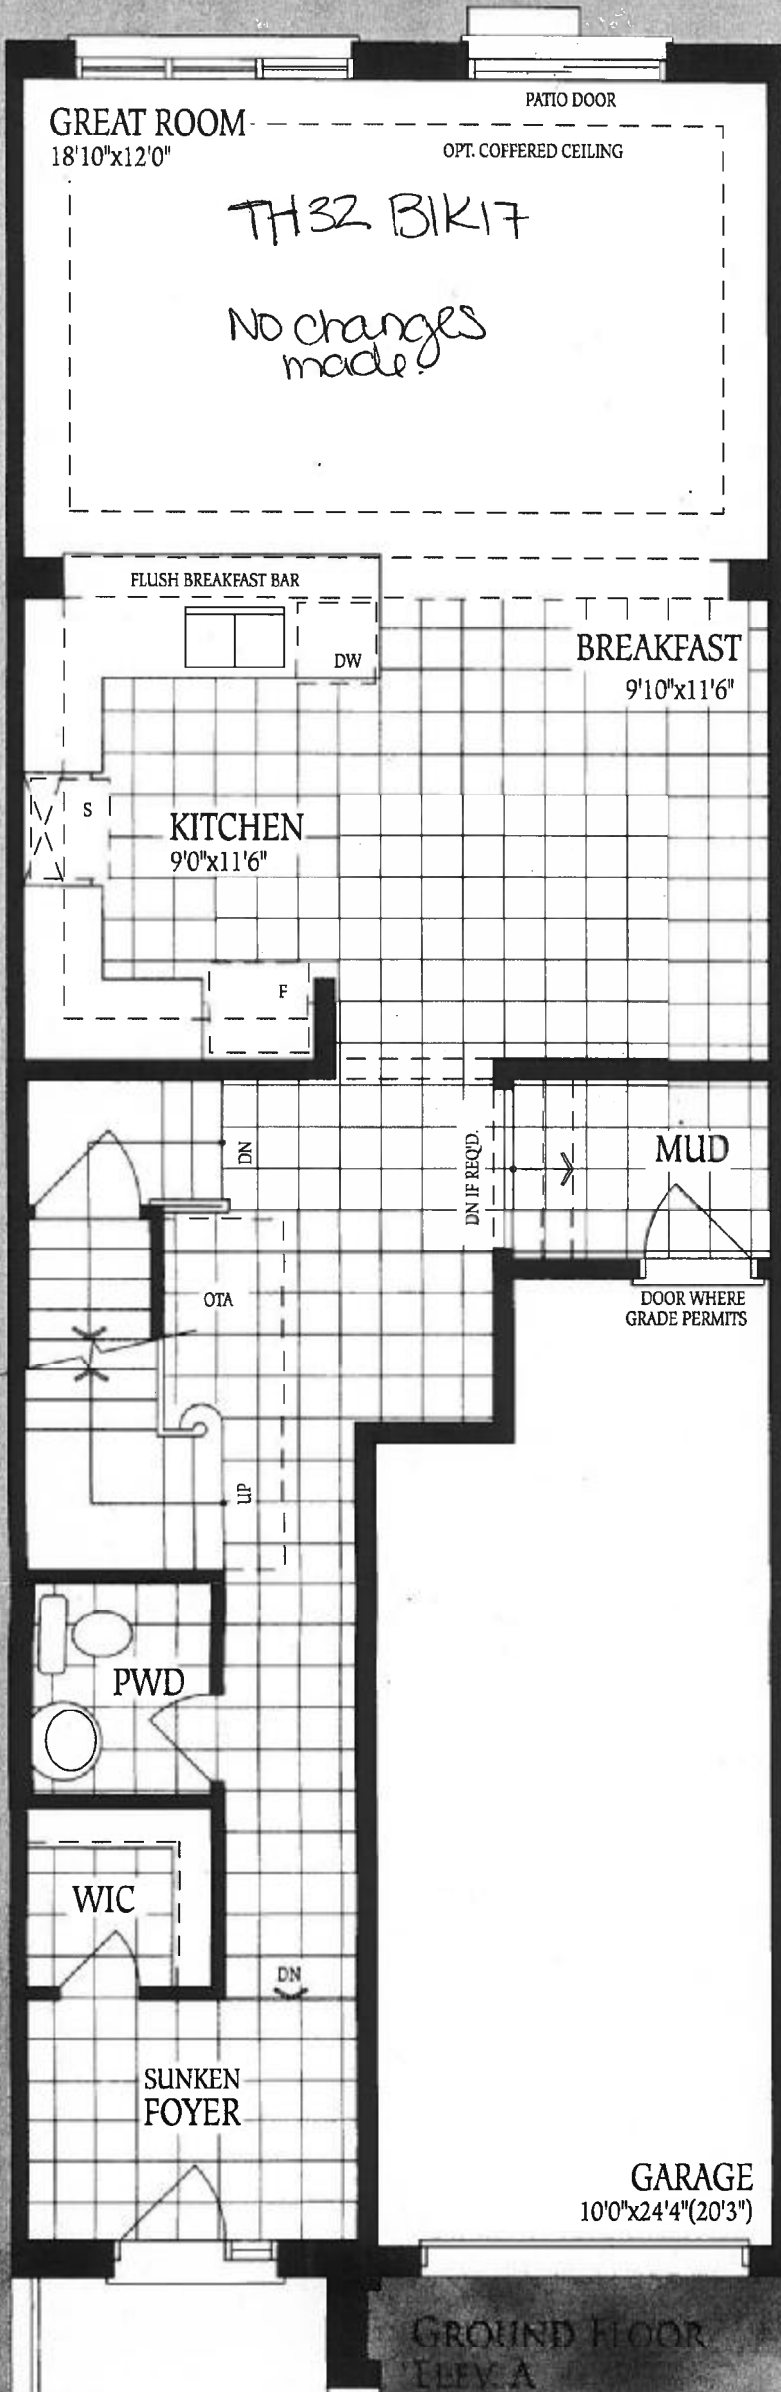 PATIO DOOR
GREAT ROOM
18'10"x12'0"
OPT. COFFERED CEILING
TH32 BLK17
No changes
made.
FLUSH BREAKFAST BAR
DW
BREAKFAST
9'10"x11'6"
S
KITCHEN
9'0"x11'6"
F
DN
DN IF REQ'D.
MUD
OTA
DOOR WHERE
GRADE PERMITS
UP
PWD
WIC
DN
SUNKEN
FOYER
GARAGE
10'0"x24'4"(20'3")
GROUND FLOOR
ELEV. A